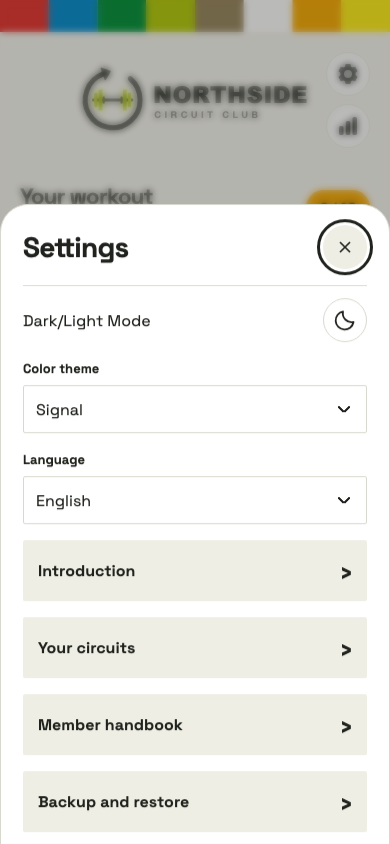 NORTHSIDE
CIRCUIT CLUB
Your workout
Settings
Dark/Light Mode
Color theme
Signal
Language
English
Introduction >
Your circuits >
Member handbook >
Backup and restore >